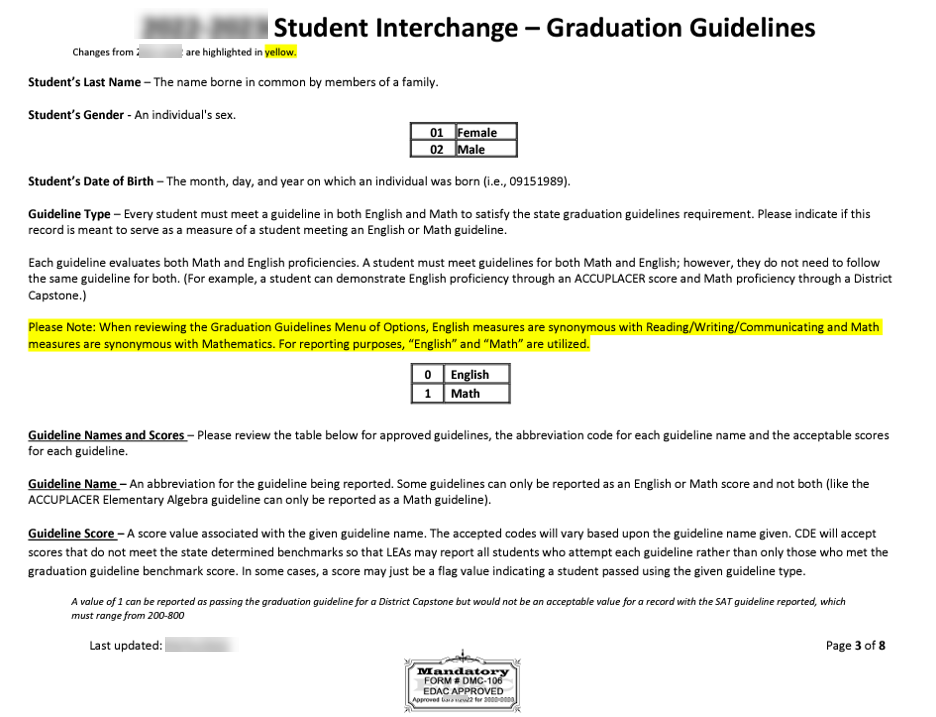 Student Interchange – Graduation Guidelines
Changes from are highlighted in yellow.
Student's Last Name – The name borne in common by members of a family.
Student's Gender - An individual's sex.
01 Female
02 Male
Student's Date of Birth – The month, day, and year on which an individual was born (i.e., 09151989).
Guideline Type – Every student must meet a guideline in both English and Math to satisfy the state graduation guidelines requirement. Please indicate if this
record is meant to serve as a measure of a student meeting an English or Math guideline.
Each guideline evaluates both Math and English proficiencies. A student must meet guidelines for both Math and English; however, they do not need to follow
the same guideline for both. (For example, a student can demonstrate English proficiency through an ACCUPLACER score and Math proficiency through a District
Capstone.)
Please Note: When reviewing the Graduation Guidelines Menu of Options, English measures are synonymous with Reading/Writing/Communicating and Math
measures are synonymous with Mathematics. For reporting purposes, “English” and “Math” are utilized.
0 English
1 Math
Guideline Names and Scores – Please review the table below for approved guidelines, the abbreviation code for each guideline name and the acceptable scores
for each guideline.
Guideline Name – An abbreviation for the guideline being reported. Some guidelines can only be reported as an English or Math score and not both (like the
ACCUPLACER Elementary Algebra guideline can only be reported as a Math guideline).
Guideline Score – A score value associated with the given guideline name. The accepted codes will vary based upon the guideline name given. CDE will accept
scores that do not meet the state determined benchmarks so that LEAs may report all students who attempt each guideline rather than only those who met the
graduation guideline benchmark score. In some cases, a score may just be a flag value indicating a student passed using the given guideline type.
A value of 1 can be reported as passing the graduation guideline for a District Capstone but would not be an acceptable value for a record with the SAT guideline reported, which
must range from 200-800
Last updated:
Page 3 of 8
Mandatory
FORM # DMC-106
EDAC APPROVED
Approved for